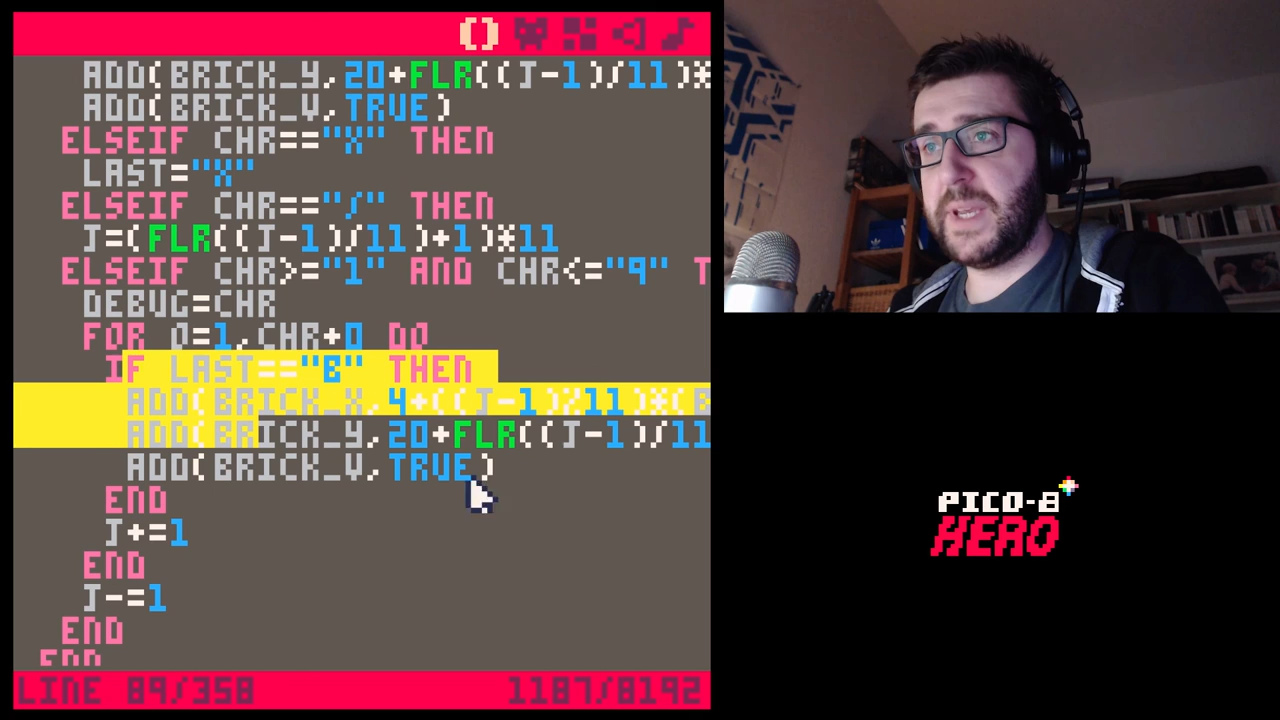 ADD(BRICK_Y,20+FLR((J-1)/11)*
ADD(BRICK_V,TRUE)
ELSEIF CHR=="X" THEN
LAST="X"
ELSEIF CHR=="/" THEN
J=(FLR((J-1)/11)+1)*11
ELSEIF CHR>="1" AND CHR<="9" T
DEBUG=CHR
FOR O=1,CHR+0 DO
IF LAST=="B" THEN
ADD(BRICK_X,4+((J-1)%11)*(B
ADD(BRICK_Y,20+FLR((J-1)/11
ADD(BRICK_V,TRUE)
END
J+=1
END
J-=1
END
END
LINE 89/358 1187/8192
PICO-8
HERO